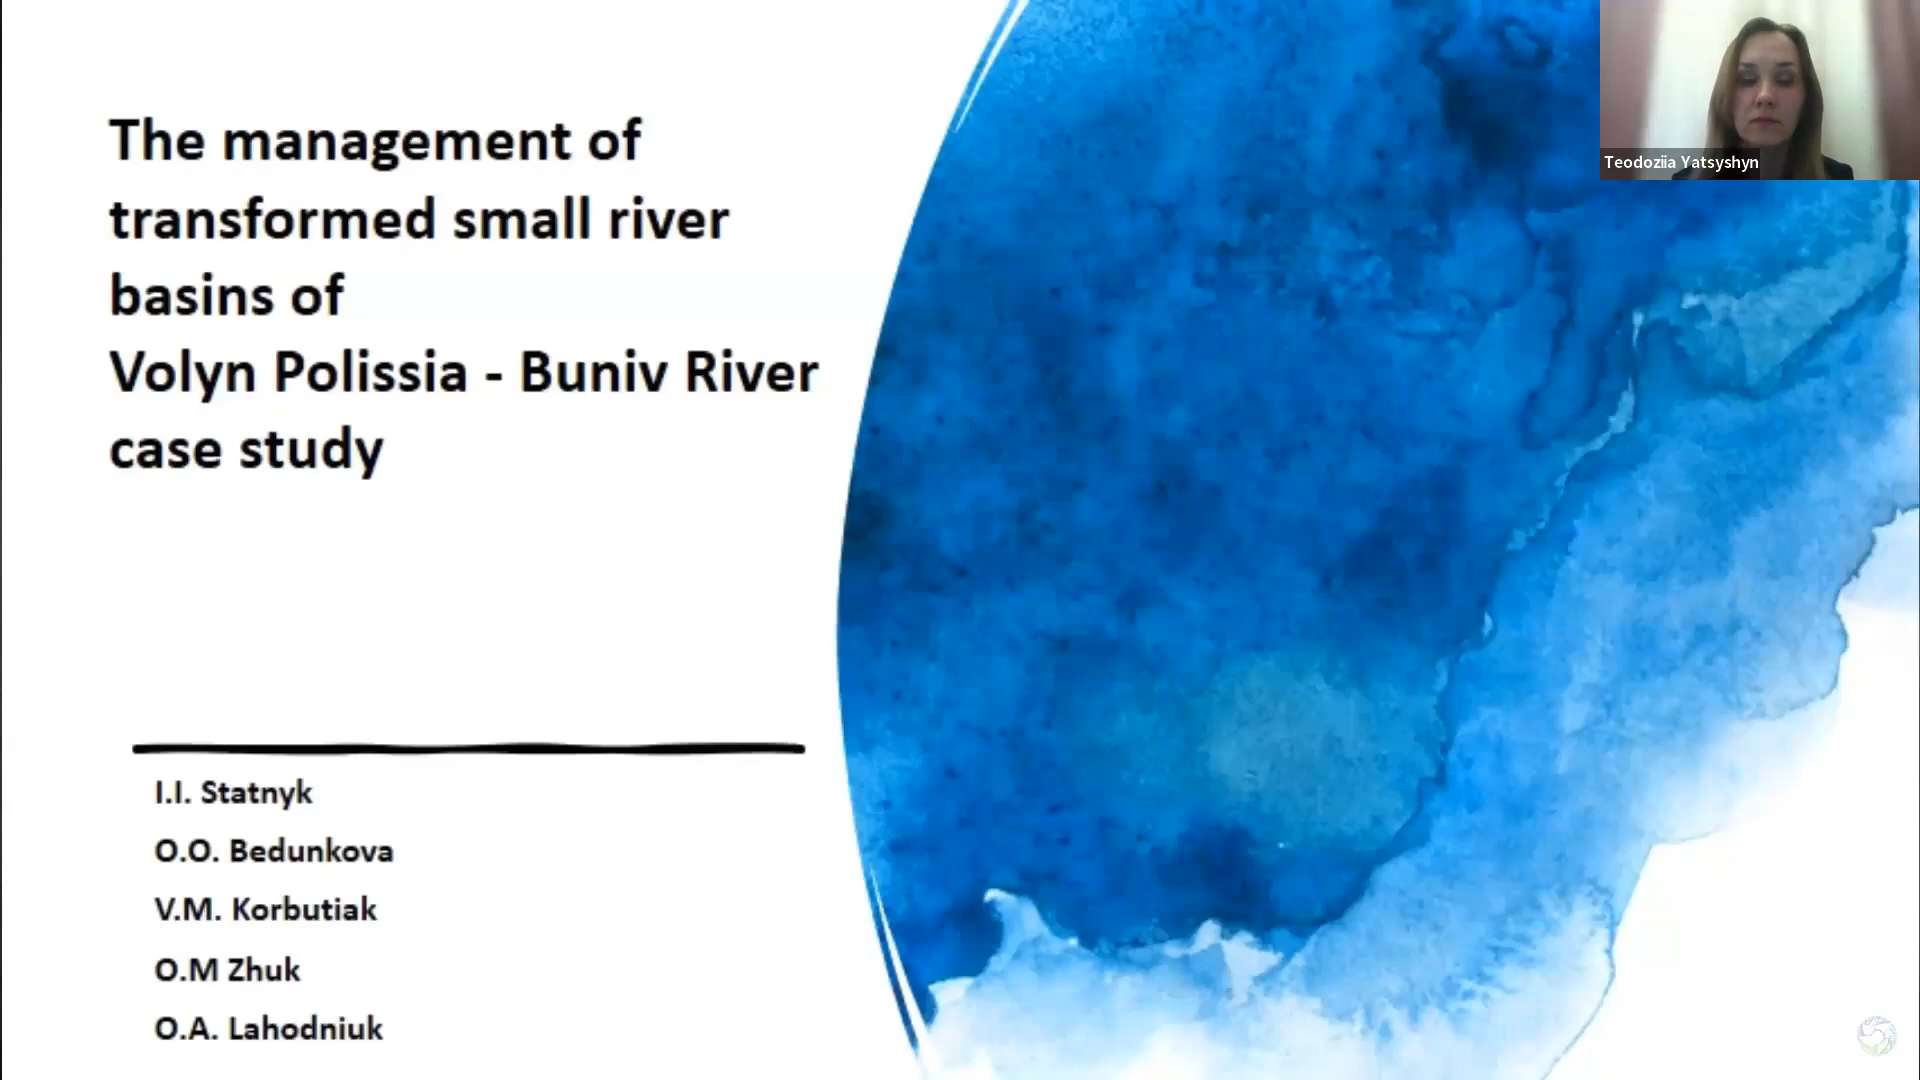 The management of
transformed small river
basins of
Volyn Polissia - Buniv River
case study
I.I. Statnyk
O.O. Bedunkova
V.M. Korbutiak
O.M Zhuk
O.A. Lahodniuk
Teodoziia Yatsyshyn